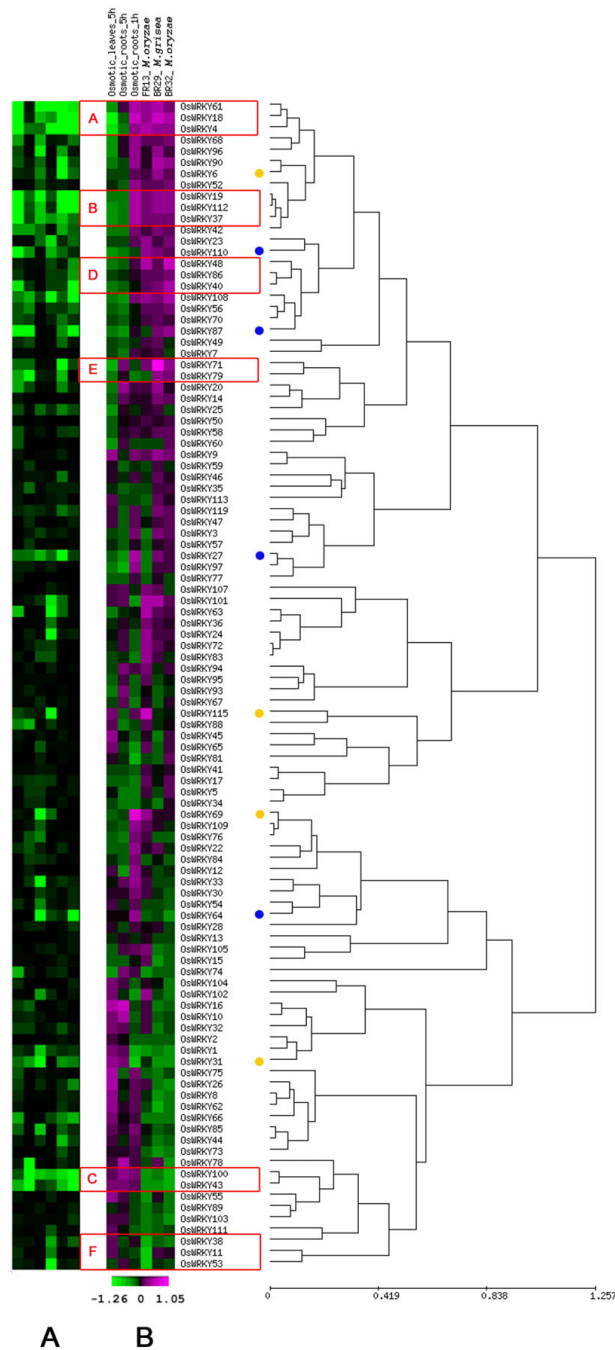 Osmotic_leaves_5h
Osmotic_roots_5h
Osmotic_roots_1h
FR13_M.oryzae
BR29_M.grisea
BR32_M.oryzae
A
OsWRKY61
OsWRKY18
OsWRKY4
OsWRKY68
OsWRKY96
OsWRKY90
OsWRKY6
OsWRKY52
B
OsWRKY19
OsWRKY112
OsWRKY37
OsWRKY42
OsWRKY23
OsWRKY110
D
OsWRKY48
OsWRKY86
OsWRKY40
OsWRKY108
OsWRKY56
OsWRKY70
OsWRKY87
OsWRKY49
OsWRKY7
E
OsWRKY71
OsWRKY79
OsWRKY20
OsWRKY14
OsWRKY25
OsWRKY50
OsWRKY58
OsWRKY60
OsWRKY9
OsWRKY59
OsWRKY46
OsWRKY35
OsWRKY113
OsWRKY119
OsWRKY47
OsWRKY3
OsWRKY57
OsWRKY27
OsWRKY97
OsWRKY77
OsWRKY107
OsWRKY101
OsWRKY63
OsWRKY36
OsWRKY24
OsWRKY72
OsWRKY83
OsWRKY94
OsWRKY95
OsWRKY93
OsWRKY67
OsWRKY115
OsWRKY88
OsWRKY45
OsWRKY65
OsWRKY81
OsWRKY41
OsWRKY17
OsWRKY5
OsWRKY34
OsWRKY69
OsWRKY109
OsWRKY76
OsWRKY22
OsWRKY84
OsWRKY12
OsWRKY33
OsWRKY30
OsWRKY54
OsWRKY64
OsWRKY28
OsWRKY13
OsWRKY105
OsWRKY15
OsWRKY74
OsWRKY104
OsWRKY102
OsWRKY16
OsWRKY10
OsWRKY32
OsWRKY2
OsWRKY1
OsWRKY31
OsWRKY75
OsWRKY26
OsWRKY8
OsWRKY62
OsWRKY66
OsWRKY85
OsWRKY44
OsWRKY73
OsWRKY78
C
OsWRKY100
OsWRKY43
OsWRKY55
OsWRKY89
OsWRKY103
OsWRKY111
F
OsWRKY38
OsWRKY11
OsWRKY53
-1.26 0 1.05
0 0.419 0.838 1.257
A B